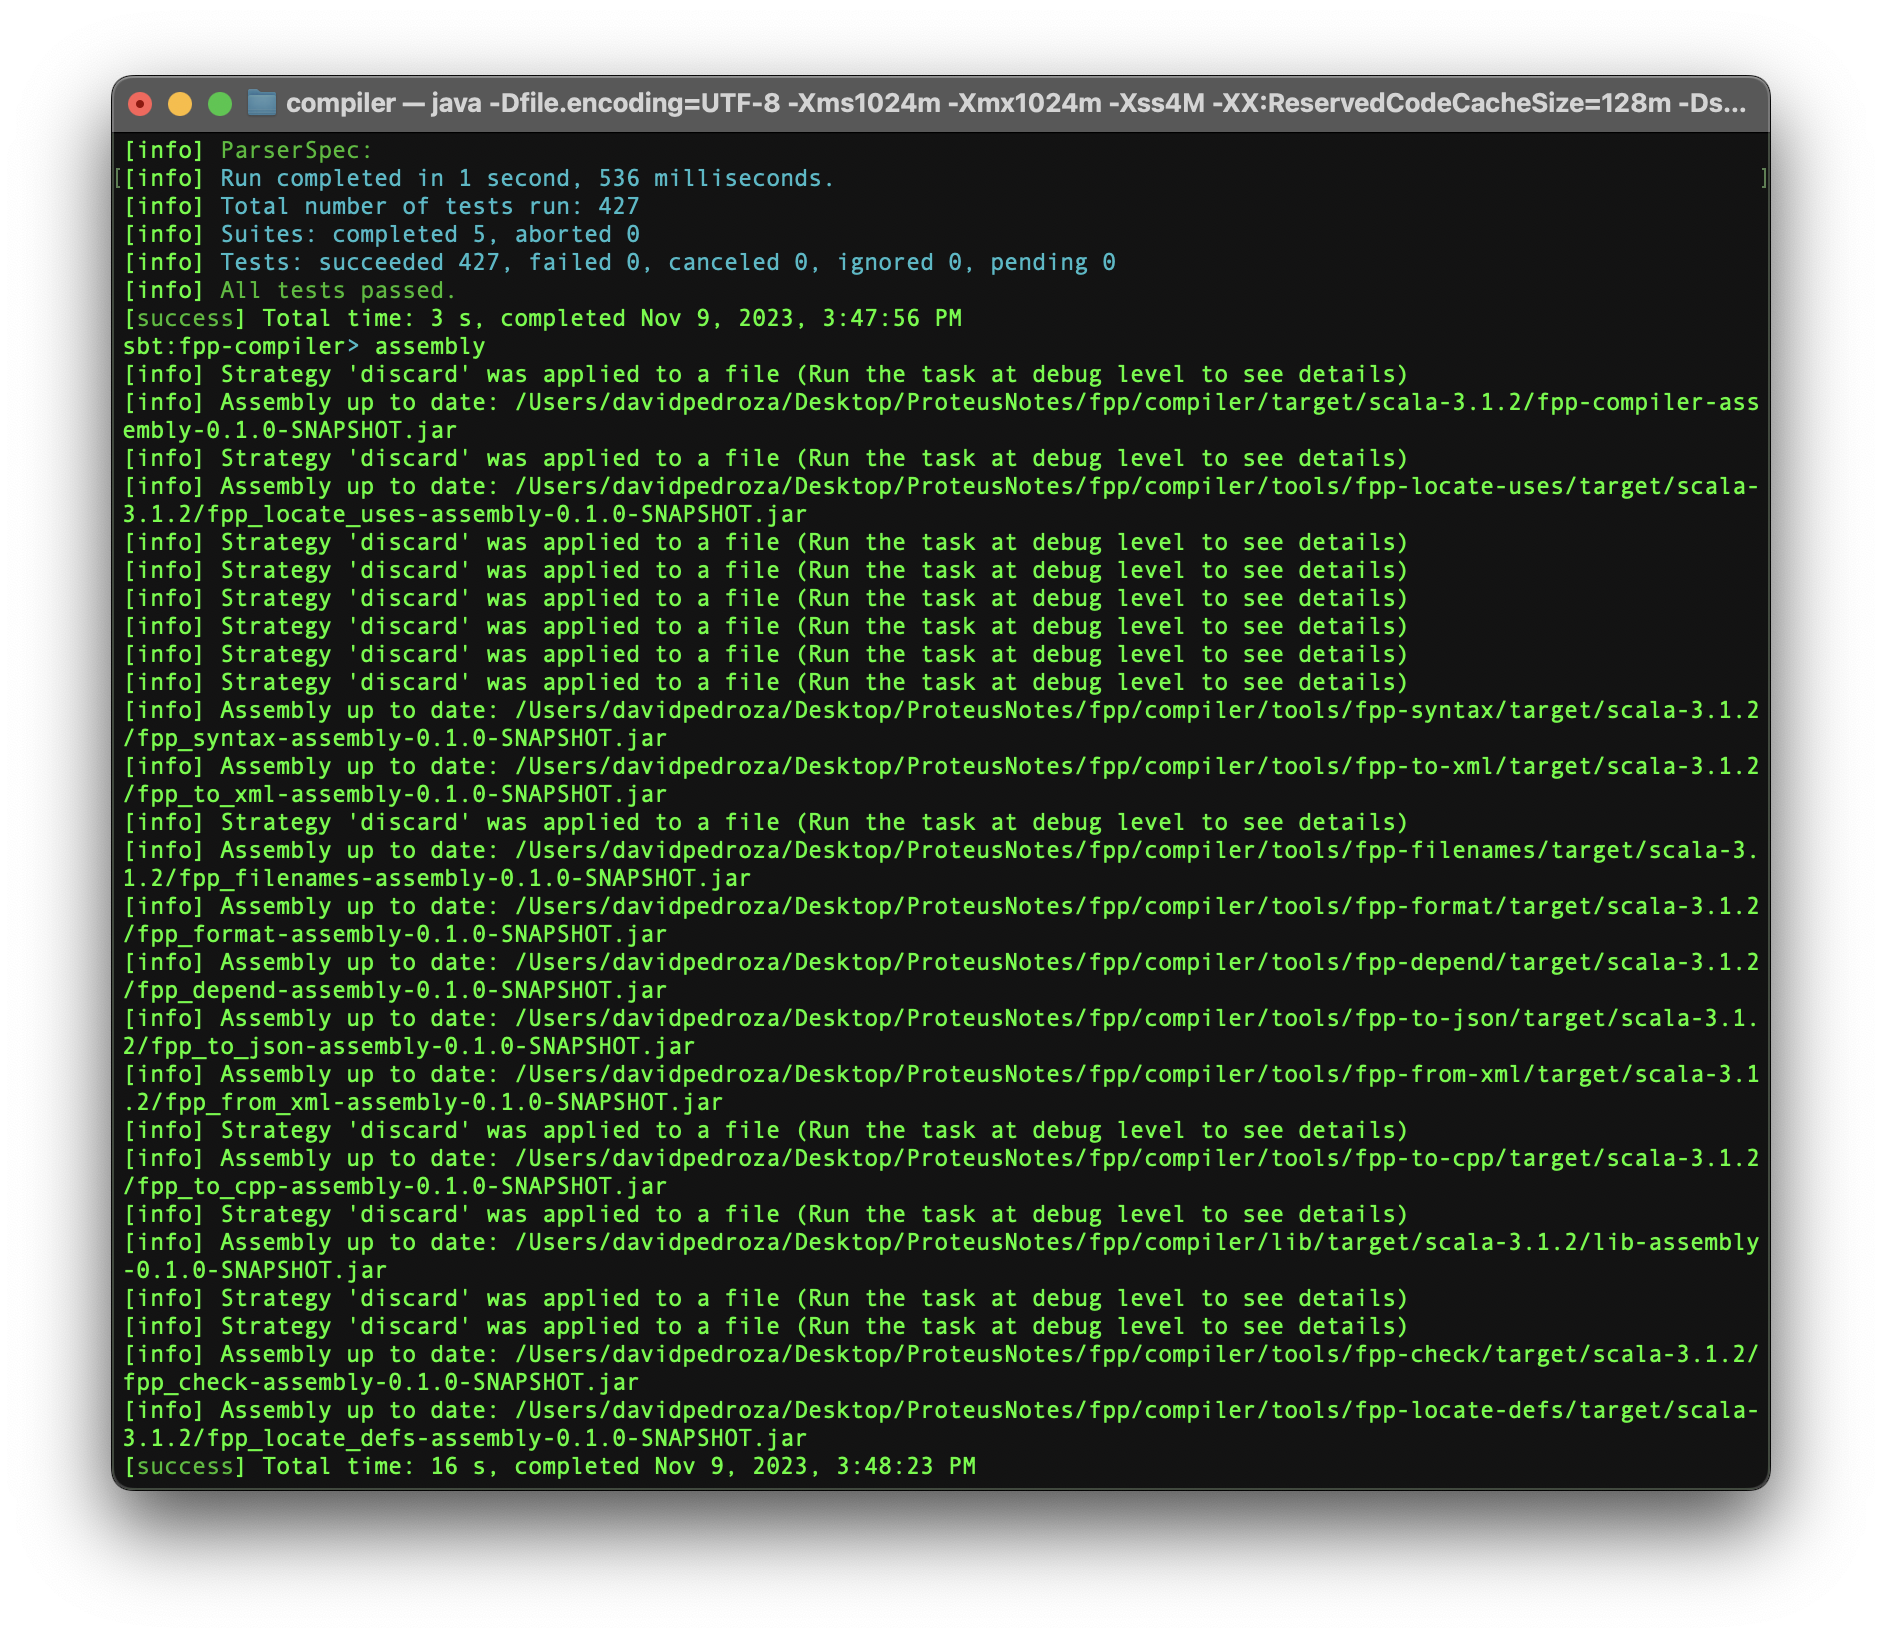 compiler — java -Dfile.encoding=UTF-8 -Xms1024m -Xmx1024m -Xss4M -XX:ReservedCodeCacheSize=128m -Ds...
[info] ParserSpec:
[[info] Run completed in 1 second, 536 milliseconds. ]
[info] Total number of tests run: 427
[info] Suites: completed 5, aborted 0
[info] Tests: succeeded 427, failed 0, canceled 0, ignored 0, pending 0
[info] All tests passed.
[success] Total time: 3 s, completed Nov 9, 2023, 3:47:56 PM
sbt:fpp-compiler> assembly
[info] Strategy 'discard' was applied to a file (Run the task at debug level to see details)
[info] Assembly up to date: /Users/davidpedroza/Desktop/ProteusNotes/fpp/compiler/target/scala-3.1.2/fpp-compiler-ass
embly-0.1.0-SNAPSHOT.jar
[info] Strategy 'discard' was applied to a file (Run the task at debug level to see details)
[info] Assembly up to date: /Users/davidpedroza/Desktop/ProteusNotes/fpp/compiler/tools/fpp-locate-uses/target/scala-
3.1.2/fpp_locate_uses-assembly-0.1.0-SNAPSHOT.jar
[info] Strategy 'discard' was applied to a file (Run the task at debug level to see details)
[info] Strategy 'discard' was applied to a file (Run the task at debug level to see details)
[info] Strategy 'discard' was applied to a file (Run the task at debug level to see details)
[info] Strategy 'discard' was applied to a file (Run the task at debug level to see details)
[info] Strategy 'discard' was applied to a file (Run the task at debug level to see details)
[info] Strategy 'discard' was applied to a file (Run the task at debug level to see details)
[info] Assembly up to date: /Users/davidpedroza/Desktop/ProteusNotes/fpp/compiler/tools/fpp-syntax/target/scala-3.1.2
/fpp_syntax-assembly-0.1.0-SNAPSHOT.jar
[info] Assembly up to date: /Users/davidpedroza/Desktop/ProteusNotes/fpp/compiler/tools/fpp-to-xml/target/scala-3.1.2
/fpp_to_xml-assembly-0.1.0-SNAPSHOT.jar
[info] Strategy 'discard' was applied to a file (Run the task at debug level to see details)
[info] Assembly up to date: /Users/davidpedroza/Desktop/ProteusNotes/fpp/compiler/tools/fpp-filenames/target/scala-3.
1.2/fpp_filenames-assembly-0.1.0-SNAPSHOT.jar
[info] Assembly up to date: /Users/davidpedroza/Desktop/ProteusNotes/fpp/compiler/tools/fpp-format/target/scala-3.1.2
/fpp_format-assembly-0.1.0-SNAPSHOT.jar
[info] Assembly up to date: /Users/davidpedroza/Desktop/ProteusNotes/fpp/compiler/tools/fpp-depend/target/scala-3.1.2
/fpp_depend-assembly-0.1.0-SNAPSHOT.jar
[info] Assembly up to date: /Users/davidpedroza/Desktop/ProteusNotes/fpp/compiler/tools/fpp-to-json/target/scala-3.1.
2/fpp_to_json-assembly-0.1.0-SNAPSHOT.jar
[info] Assembly up to date: /Users/davidpedroza/Desktop/ProteusNotes/fpp/compiler/tools/fpp-from-xml/target/scala-3.1
.2/fpp_from_xml-assembly-0.1.0-SNAPSHOT.jar
[info] Strategy 'discard' was applied to a file (Run the task at debug level to see details)
[info] Assembly up to date: /Users/davidpedroza/Desktop/ProteusNotes/fpp/compiler/tools/fpp-to-cpp/target/scala-3.1.2
/fpp_to_cpp-assembly-0.1.0-SNAPSHOT.jar
[info] Strategy 'discard' was applied to a file (Run the task at debug level to see details)
[info] Assembly up to date: /Users/davidpedroza/Desktop/ProteusNotes/fpp/compiler/lib/target/scala-3.1.2/lib-assembly
-0.1.0-SNAPSHOT.jar
[info] Strategy 'discard' was applied to a file (Run the task at debug level to see details)
[info] Strategy 'discard' was applied to a file (Run the task at debug level to see details)
[info] Assembly up to date: /Users/davidpedroza/Desktop/ProteusNotes/fpp/compiler/tools/fpp-check/target/scala-3.1.2/
fpp_check-assembly-0.1.0-SNAPSHOT.jar
[info] Assembly up to date: /Users/davidpedroza/Desktop/ProteusNotes/fpp/compiler/tools/fpp-locate-defs/target/scala-
3.1.2/fpp_locate_defs-assembly-0.1.0-SNAPSHOT.jar
[success] Total time: 16 s, completed Nov 9, 2023, 3:48:23 PM